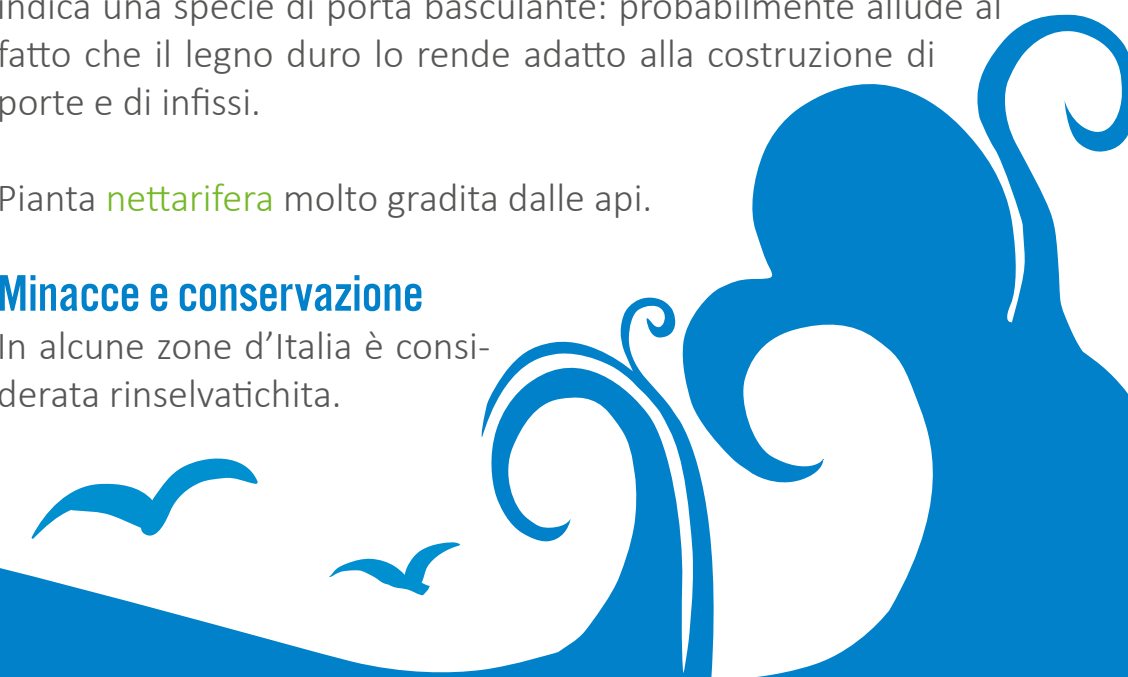 indica una specie di porta basculante: probabilmente allude al
fatto che il legno duro lo rende adatto alla costruzione di
porte e di infissi.
Pianta nettarifera molto gradita dalle api.
Minacce e conservazione
In alcune zone d’Italia è consi-
derata rinselvatichita.